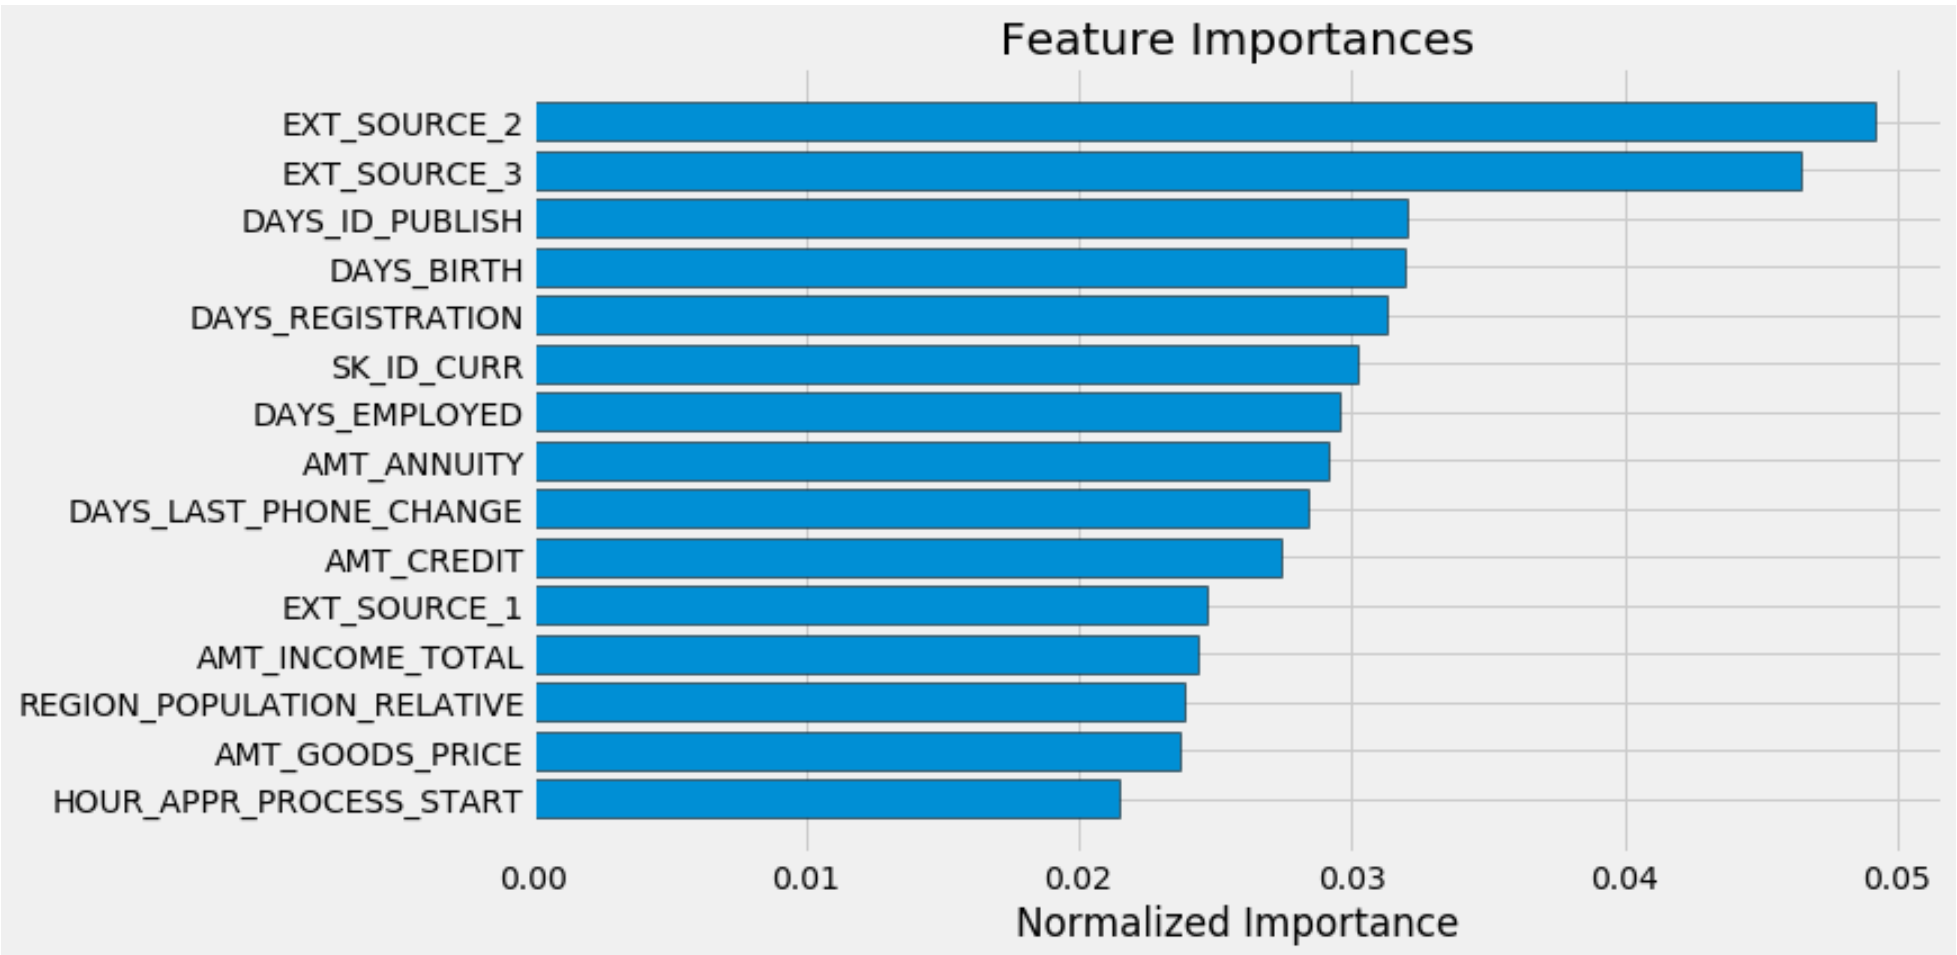 Feature Importances
EXT_SOURCE_2
EXT_SOURCE_3
DAYS_ID_PUBLISH
DAYS_BIRTH
DAYS_REGISTRATION
SK_ID_CURR
DAYS_EMPLOYED
AMT_ANNUITY
DAYS_LAST_PHONE_CHANGE
AMT_CREDIT
EXT_SOURCE_1
AMT_INCOME_TOTAL
REGION_POPULATION_RELATIVE
AMT_GOODS_PRICE
HOUR_APPR_PROCESS_START
0.00 0.01 0.02 0.03 0.04 0.05
Normalized Importance